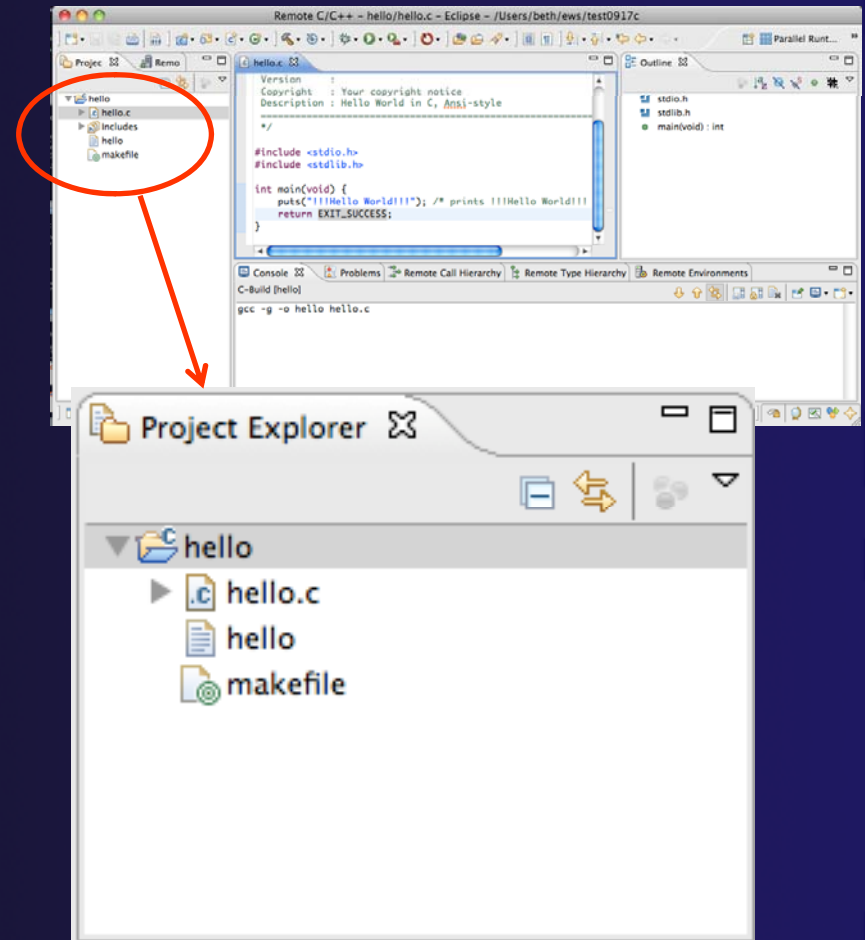 Remote C/C++ – hello/hello.c – Eclipse – /Users/beth/ews/test0917c
Parallel Runt...
Projec
Remo
hello
hello.c
Includes
hello
makefile
hello.c
Version :
Copyright : Your copyright notice
Description : Hello World in C, Ansi-style
*/
#include <stdio.h>
#include <stdlib.h>
int main(void) {
puts("!!!Hello World!!!"); /* prints !!!Hello World!!!
return EXIT_SUCCESS;
}
Outline
stdio.h
stdlib.h
main(void) : int
Console
Problems
Remote Call Hierarchy
Remote Type Hierarchy
Remote Environments
C-Build [hello]
gcc -g -o hello hello.c
Project Explorer
hello
hello.c
hello
makefile